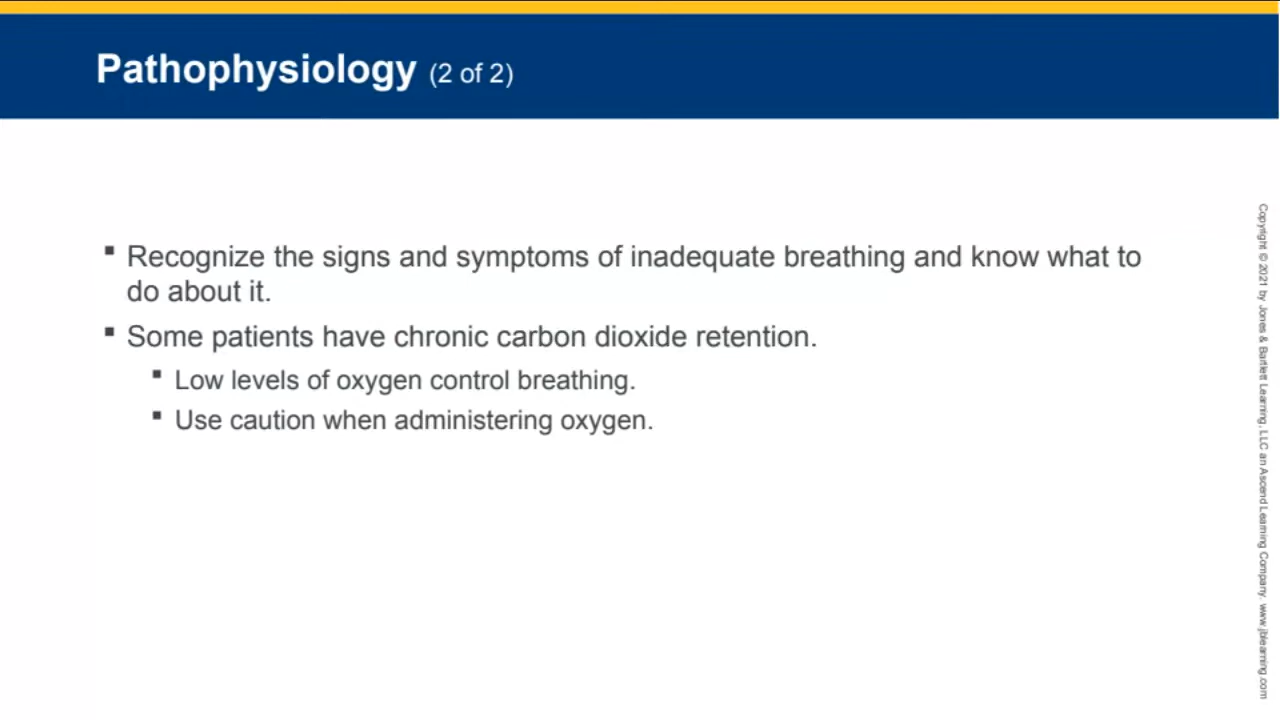 Pathophysiology (2 of 2)
▪ Recognize the signs and symptoms of inadequate breathing and know what to
do about it.
▪ Some patients have chronic carbon dioxide retention.
▪ Low levels of oxygen control breathing.
▪ Use caution when administering oxygen.
Copyright © 2021 by Jones & Bartlett Learning, LLC an Ascend Learning Company. www.jblearning.com